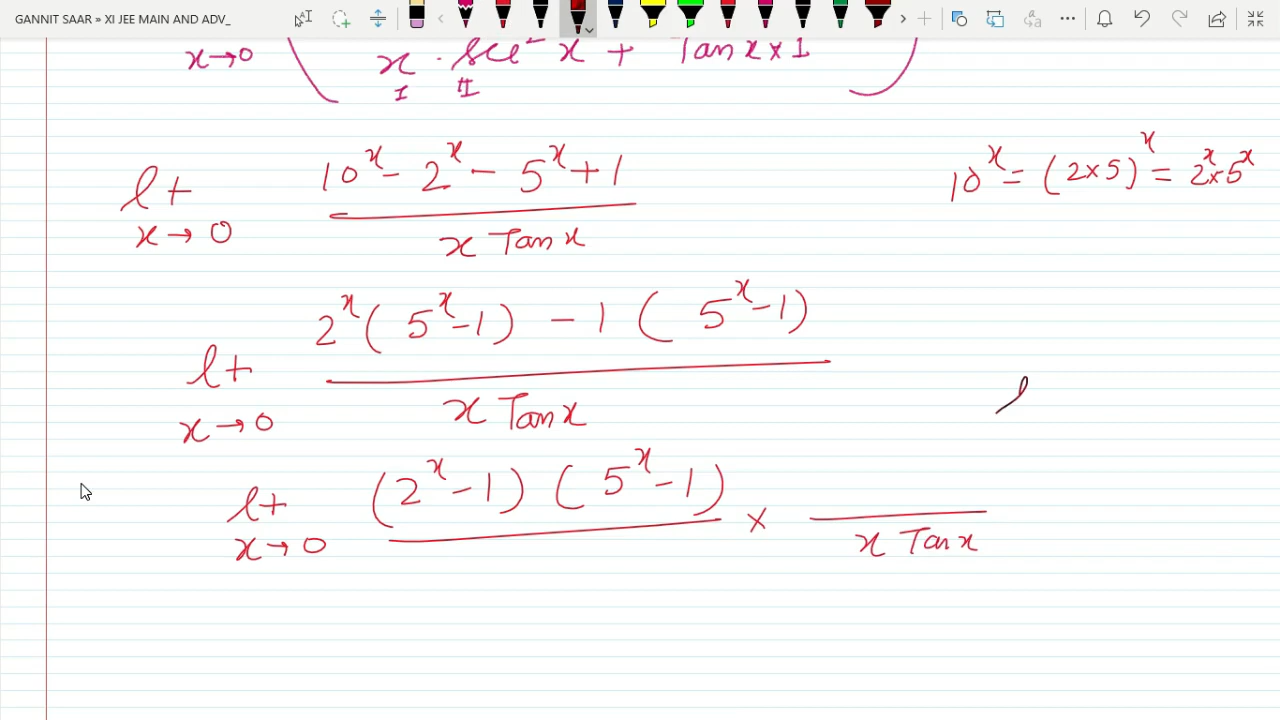 GANNIT SAAR » XI JEE MAIN AND ADV_
x→0 x · sec² x + Tan x × 1
I II
lt 10^x - 2^x - 5^x + 1 10^x = (2×5)^x = 2^x × 5^x
x→0 x Tan x
2^x ( 5^x - 1 ) - 1 ( 5^x - 1 )
lt
x→0 x Tan x
lt (2^x - 1) ( 5^x - 1 ) ×
x→0 x Tan x